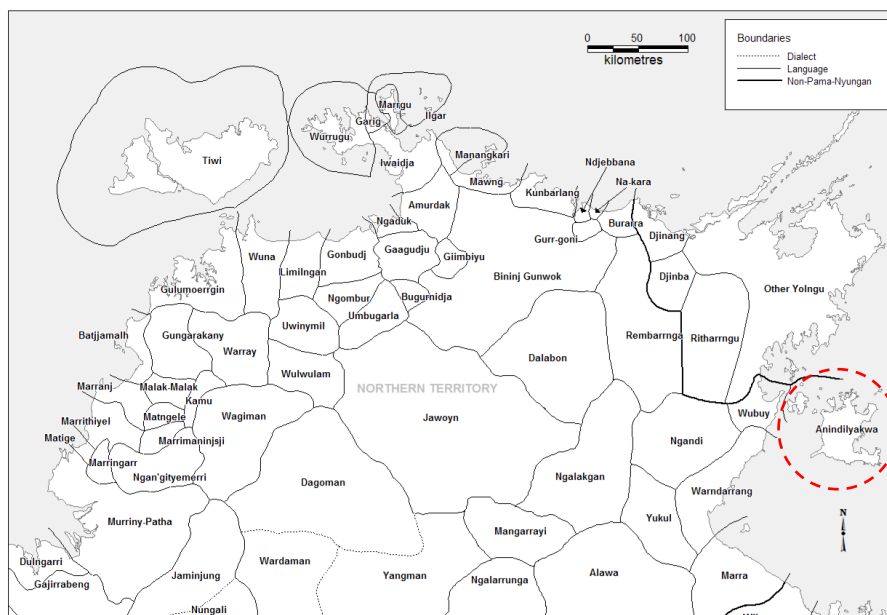 0 50 100
kilometres
Boundaries
Dialect
Language
Non-Pama-Nyungan
Marrgu
Garig
Ilgar
Wurrugu
Iwaidja
Tiwi
Manangkari
Ndjebbana
Mawng
Na-kara
Kunbarlang
Amurdak
Ngaduk
Burarra
Gurr-goni
Djinang
Wuna
Gonbudj
Gaagudju
Giimbiyu
Limilngan
Bininj Gunwok
Djinba
Other Yolngu
Gulumoerrgin
Ngombur
Bugurnidja
Umbugarla
Uwinymil
Batjjamalh
Gungarakany
Warray
Rembarrnga
Ritharrngu
Dalabon
Wulwulam
NORTHERN TERRITORY
Marranj
Malak-Malak
Kamu
Matngele
Wagiman
Jawoyn
Wubuy
Anindilyakwa
Marrithiyel
Matige
Marrimaninjsji
Marringarr
Ngan'gityemerri
Ngandi
Ngalakgan
Dagoman
Warndarrang
N
Murriny-Patha
Mangarrayi
Yukul
Dulngarri
Gajirrabeng
Jaminjung
Wardaman
Yangman
Ngalarrunga
Alawa
Marra
Nungali